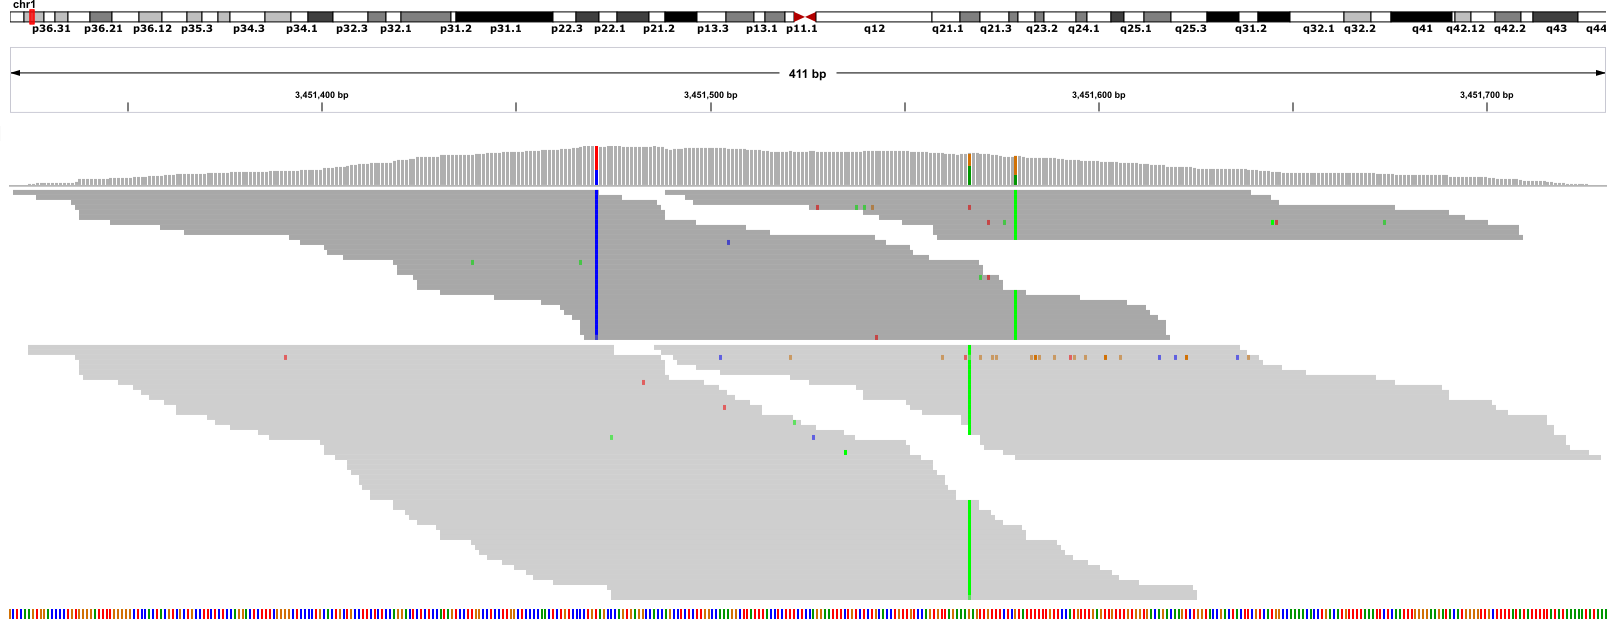 chr1
p36.31 p36.21 p36.12 p35.3 p34.3 p34.1 p32.3 p32.1 p31.2 p31.1 p22.3 p22.1 p21.2 p13.3 p13.1 p11.1 q12 q21.1 q21.3 q23.2 q24.1 q25.1 q25.3 q31.2 q32.1 q32.2 q41 q42.12 q42.2 q43 q44
411 bp
3,451,400 bp 3,451,500 bp 3,451,600 bp 3,451,700 bp